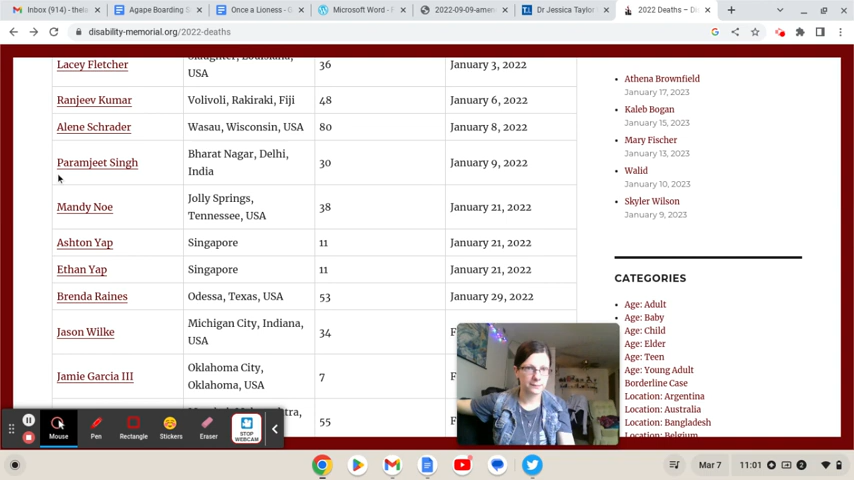 Inbox (914) - thela
Agape Boarding S
Once a Lioness - G
Microsoft Word - F
2022-09-09-amen
Dr Jessica Taylor
2022 Deaths – De
disability-memorial.org/2022-deaths
Lacey Fletcher Slaughter, Louisiana, 36 January 3, 2022
USA
Ranjeev Kumar Volivoli, Rakiraki, Fiji 48 January 6, 2022
Alene Schrader Wasau, Wisconsin, USA 80 January 8, 2022
Paramjeet Singh Bharat Nagar, Delhi, 30 January 9, 2022
India
Mandy Noe Jolly Springs, 38 January 21, 2022
Tennessee, USA
Ashton Yap Singapore 11 January 21, 2022
Ethan Yap Singapore 11 January 21, 2022
Brenda Raines Odessa, Texas, USA 53 January 29, 2022
Jason Wilke Michigan City, Indiana, 34 F
USA
Jamie Garcia III Oklahoma City, 7 F
Oklahoma, USA
55 F
Athena Brownfield
January 17, 2023
Kaleb Bogan
January 15, 2023
Mary Fischer
January 13, 2023
Walid
January 10, 2023
Skyler Wilson
January 9, 2023
CATEGORIES
Age: Adult
Age: Baby
Age: Child
Age: Elder
Age: Teen
Age: Young Adult
Borderline Case
Location: Argentina
Location: Australia
Location: Bangladesh
Location: Belgium
Mouse
Pen
Rectangle
Stickers
Eraser
STOP
WEBCAM
Mar 7
11:01
2